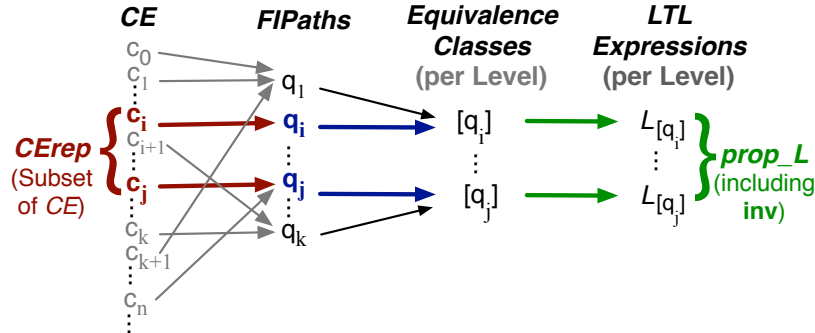 CE
FIPaths
Equivalence
Classes
(per Level)
LTL
Expressions
(per Level)
c0
c1
ci
ci+1
cj
ck
ck+1
cn
CErep
(Subset
of CE)
q1
qi
qj
qk
[qi]
[qj]
L[qi]
L[qj]
prop_L
(including
inv)